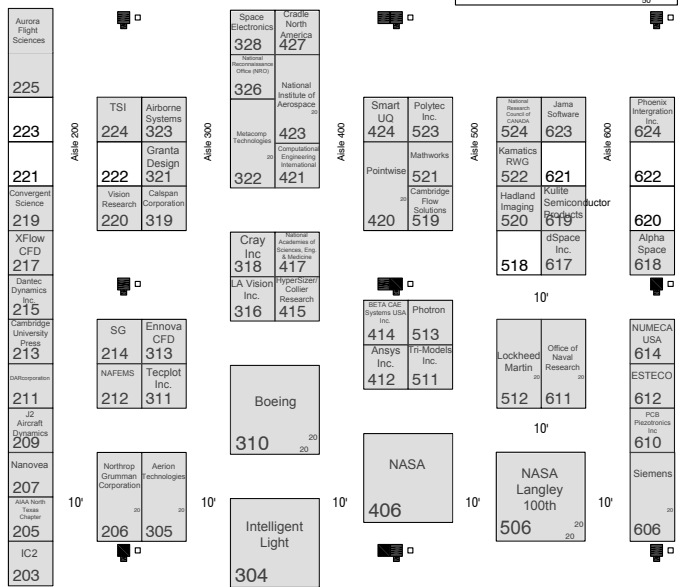 50
Aurora
Flight
Sciences
225
223
221
Convergent
Science
219
XFlow
CFD
217
Dantec
Dynamics
Inc.
215
Cambridge
University
Press
213
DARcorporation
211
J2
Aircraft
Dynamics
209
Nanovea
207
AIAA North
Texas
Chapter
205
IC2
203
Aisle 200
10'
TSI
224
Airborne
Systems
323
222
Granta
Design
321
Vision
Research
220
Calspan
Corporation
319
SG
214
Ennova
CFD
313
NAFEMS
212
Tecplot
Inc.
311
Northrop
Grumman
Corporation
20
206
Aerion
Technologies
20
305
Aisle 300
10'
Space
Electronics
328
Cradle
North
America
427
National
Reconnaissance
Office (NRO)
326
National
Institute of
Aerospace
20
423
Metacomp
Technologies
20
322
Computational
Engineering
International
421
Cray
Inc
318
National
Academies of
Sciences, Eng.
& Medicine
417
LA Vision
Inc.
316
HyperSizer/
Collier
Research
415
Boeing
310
20
20
Intelligent
Light
304
Aisle 400
10'
Smart
UQ
424
Polytec
Inc.
523
Pointwise
20
420
Mathworks
521
Cambridge
Flow
Solutions
519
BETA CAE
Systems USA
Inc.
414
Photron
513
Ansys
Inc.
412
Tri-Models
Inc.
511
NASA
406
Aisle 500
10'
National
Research
Council of
CANADA
524
Jama
Software
623
Kamatics
RWG
522
621
Hadland
Imaging
520
Kulite
Semiconductor
Products
619
518
dSpace
Inc.
617
10'
Lockheed
Martin
20
512
Office of
Naval
Research
20
611
10'
NASA
Langley
100th
506
20
20
Aisle 600
10'
Phoenix
Intergration
Inc.
624
622
620
Alpha
Space
618
NUMECA
USA
614
ESTECO
612
PCB
Piezotronics
Inc
610
Siemens
20
606